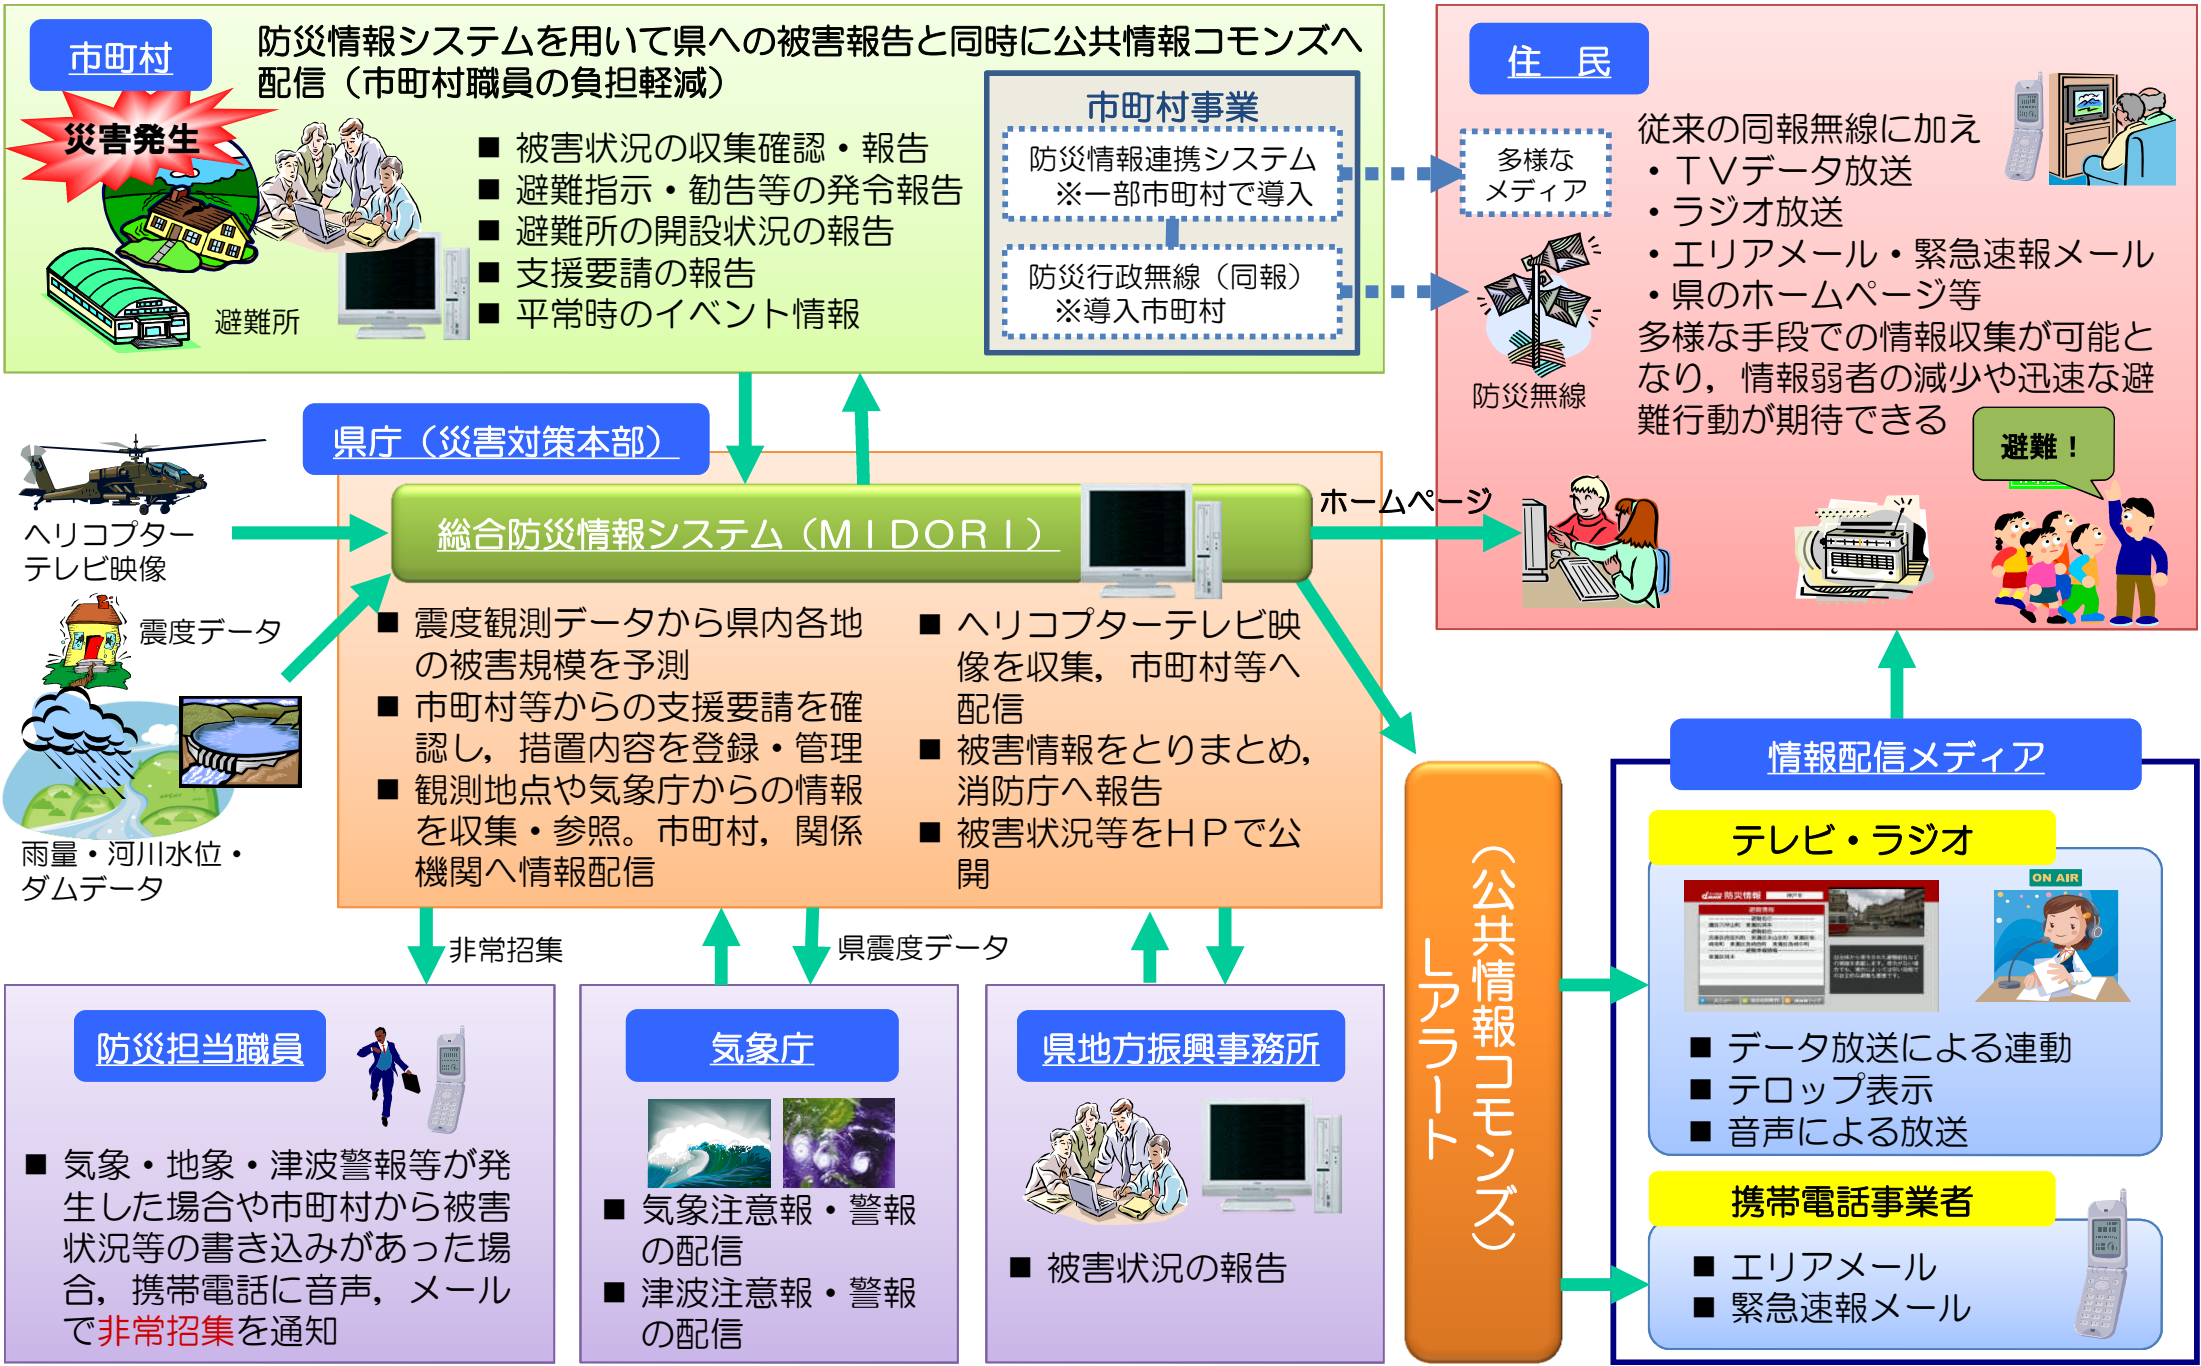 市町村
防災情報システムを用いて県への被害報告と同時に公共情報コモンズへ
配信（市町村職員の負担軽減）
災害発生
避難所
■ 被害状況の収集確認・報告
■ 避難指示・勧告等の発令報告
■ 避難所の開設状況の報告
■ 支援要請の報告
■ 平常時のイベント情報
市町村事業
防災情報連携システム
※一部市町村で導入
防災行政無線（同報）
※導入市町村
住　民
多様な
メディア
防災無線
従来の同報無線に加え
・ＴＶデータ放送
・ラジオ放送
・エリアメール・緊急速報メール
・県のホームページ等
多様な手段での情報収集が可能と
なり，情報弱者の減少や迅速な避
難行動が期待できる
避難！
ホームページ
県庁（災害対策本部）
総合防災情報システム（ＭＩＤＯＲＩ）
ヘリコプター
テレビ映像
震度データ
雨量・河川水位・
ダムデータ
■ 震度観測データから県内各地
の被害規模を予測
■ 市町村等からの支援要請を確
認し，措置内容を登録・管理
■ 観測地点や気象庁からの情報
を収集・参照。市町村，関係
機関へ情報配信
■ ヘリコプターテレビ映
像を収集，市町村等へ
配信
■ 被害情報をとりまとめ，
消防庁へ報告
■ 被害状況等をＨＰで公
開
非常招集
県震度データ
防災担当職員
■ 気象・地象・津波警報等が発
生した場合や市町村から被害
状況等の書き込みがあった場
合，携帯電話に音声，メール
で非常招集を通知
気象庁
■ 気象注意報・警報
の配信
■ 津波注意報・警報
の配信
県地方振興事務所
■ 被害状況の報告
Ｌアラート
（公共情報コモンズ）
情報配信メディア
テレビ・ラジオ
防災情報
ON AIR
■ データ放送による連動
■ テロップ表示
■ 音声による放送
携帯電話事業者
■ エリアメール
■ 緊急速報メール